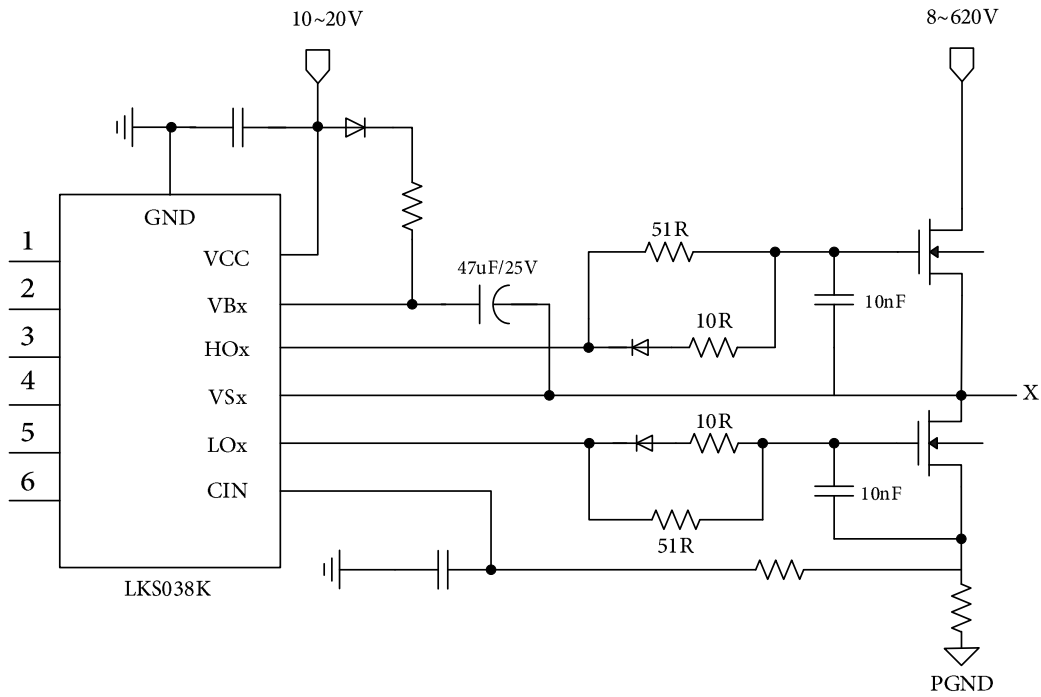 10~20V
8~620V
GND
1
2
3
4
5
6
VCC
VBx
HOx
VSx
LOx
CIN
LKS038K
47uF/25V
51R
10R
10nF
X
10R
10nF
51R
PGND